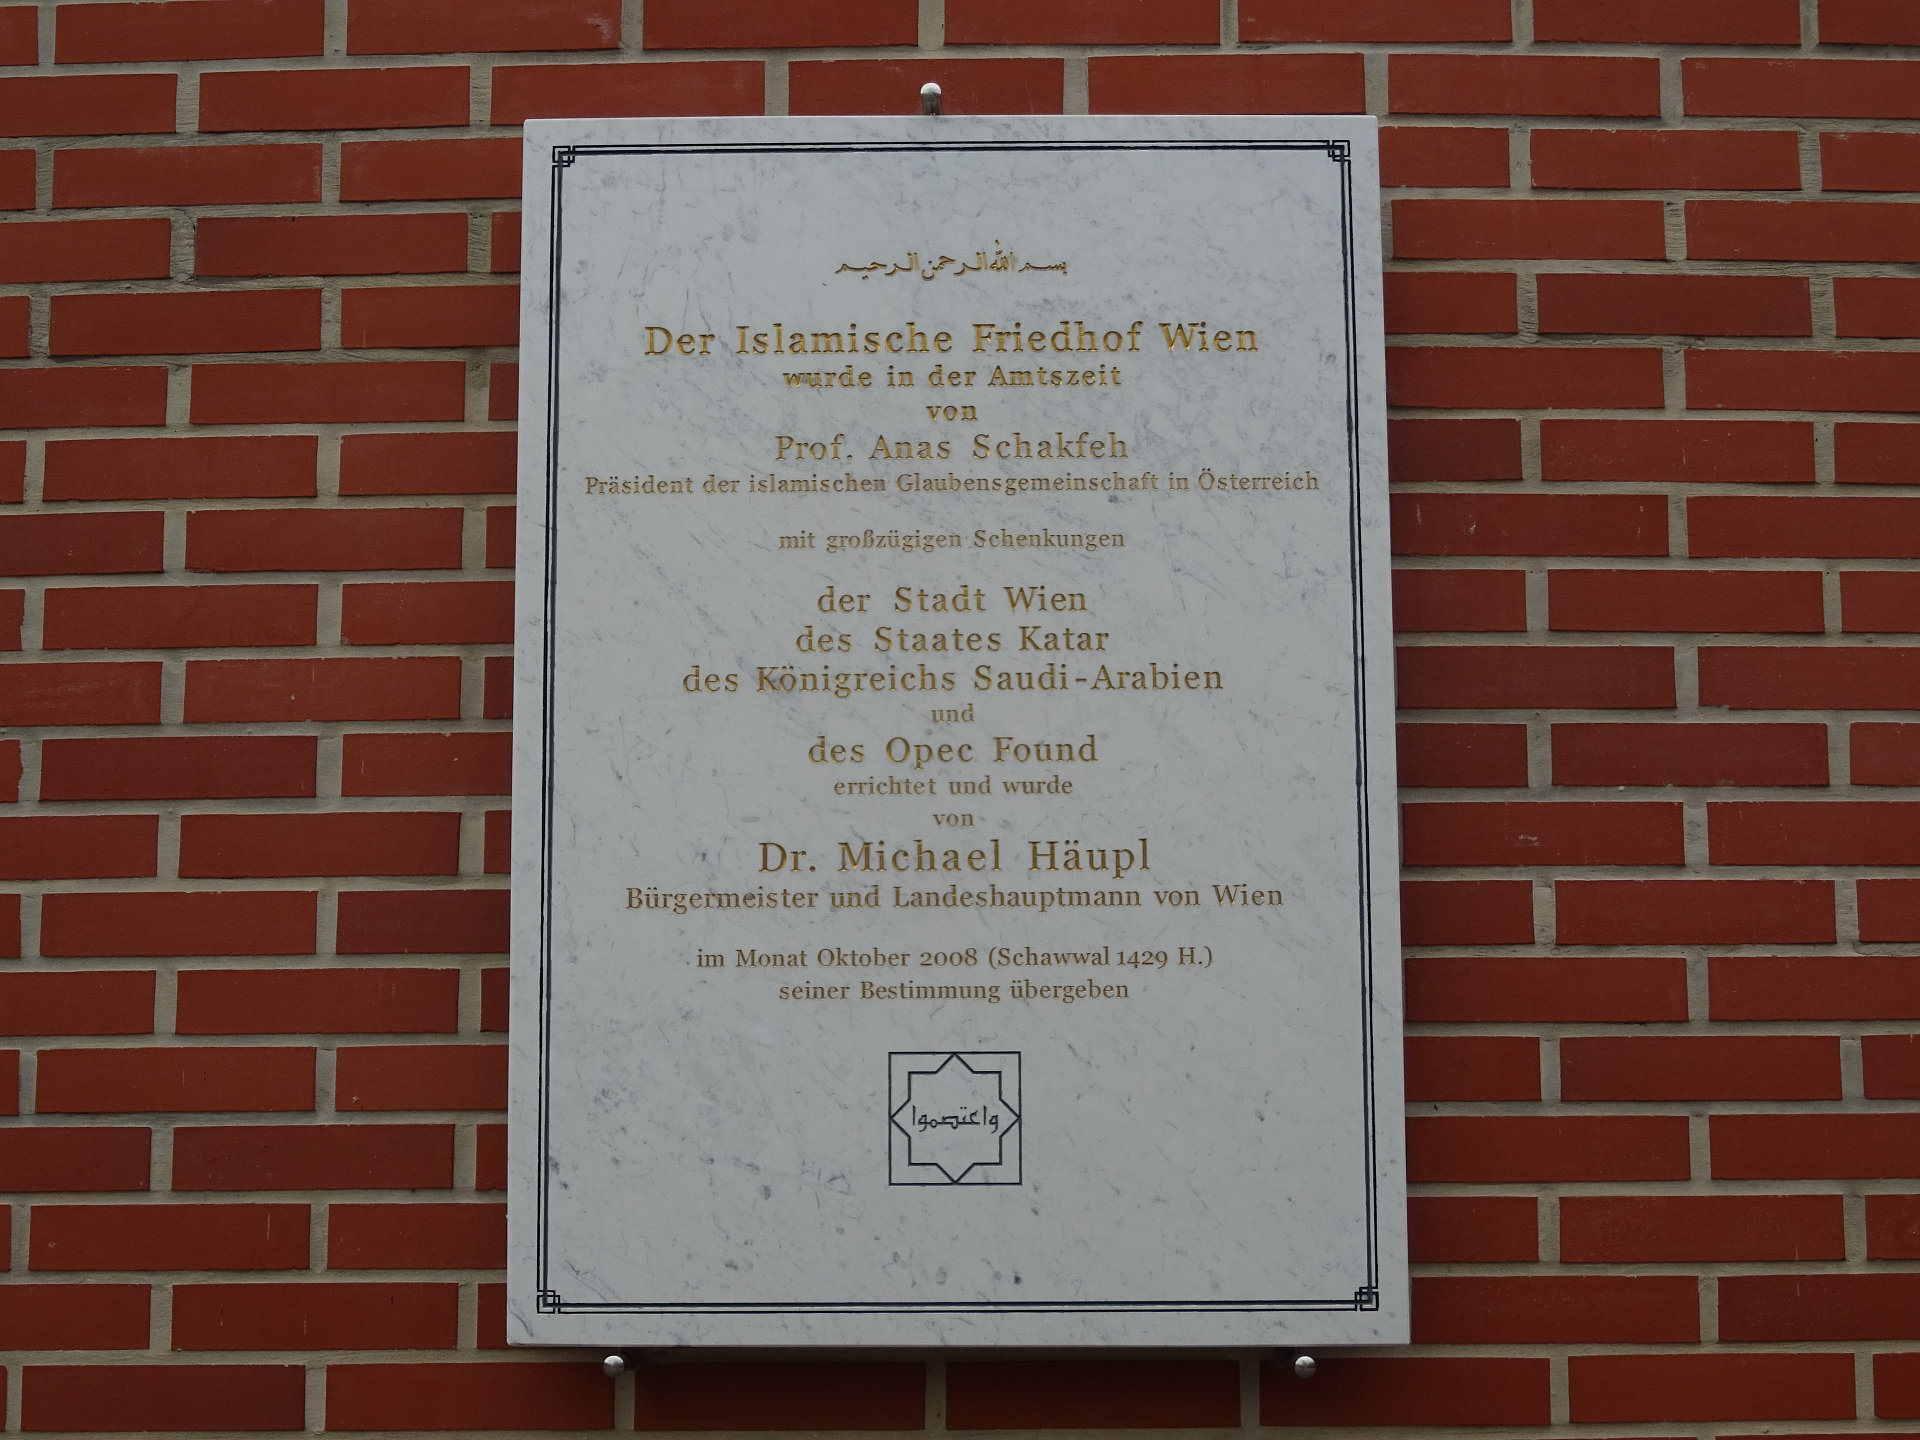 بسم الله الرحمن الرحيم
Der Islamische Friedhof Wien
wurde in der Amtszeit
von
Prof. Anas Schakfeh
Präsident der islamischen Glaubensgemeinschaft in Österreich
mit großzügigen Schenkungen
der Stadt Wien
des Staates Katar
des Königreichs Saudi-Arabien
und
des Opec Found
errichtet und wurde
von
Dr. Michael Häupl
Bürgermeister und Landeshauptmann von Wien
im Monat Oktober 2008 (Schawwal 1429 H.)
seiner Bestimmung übergeben
واعتصموا